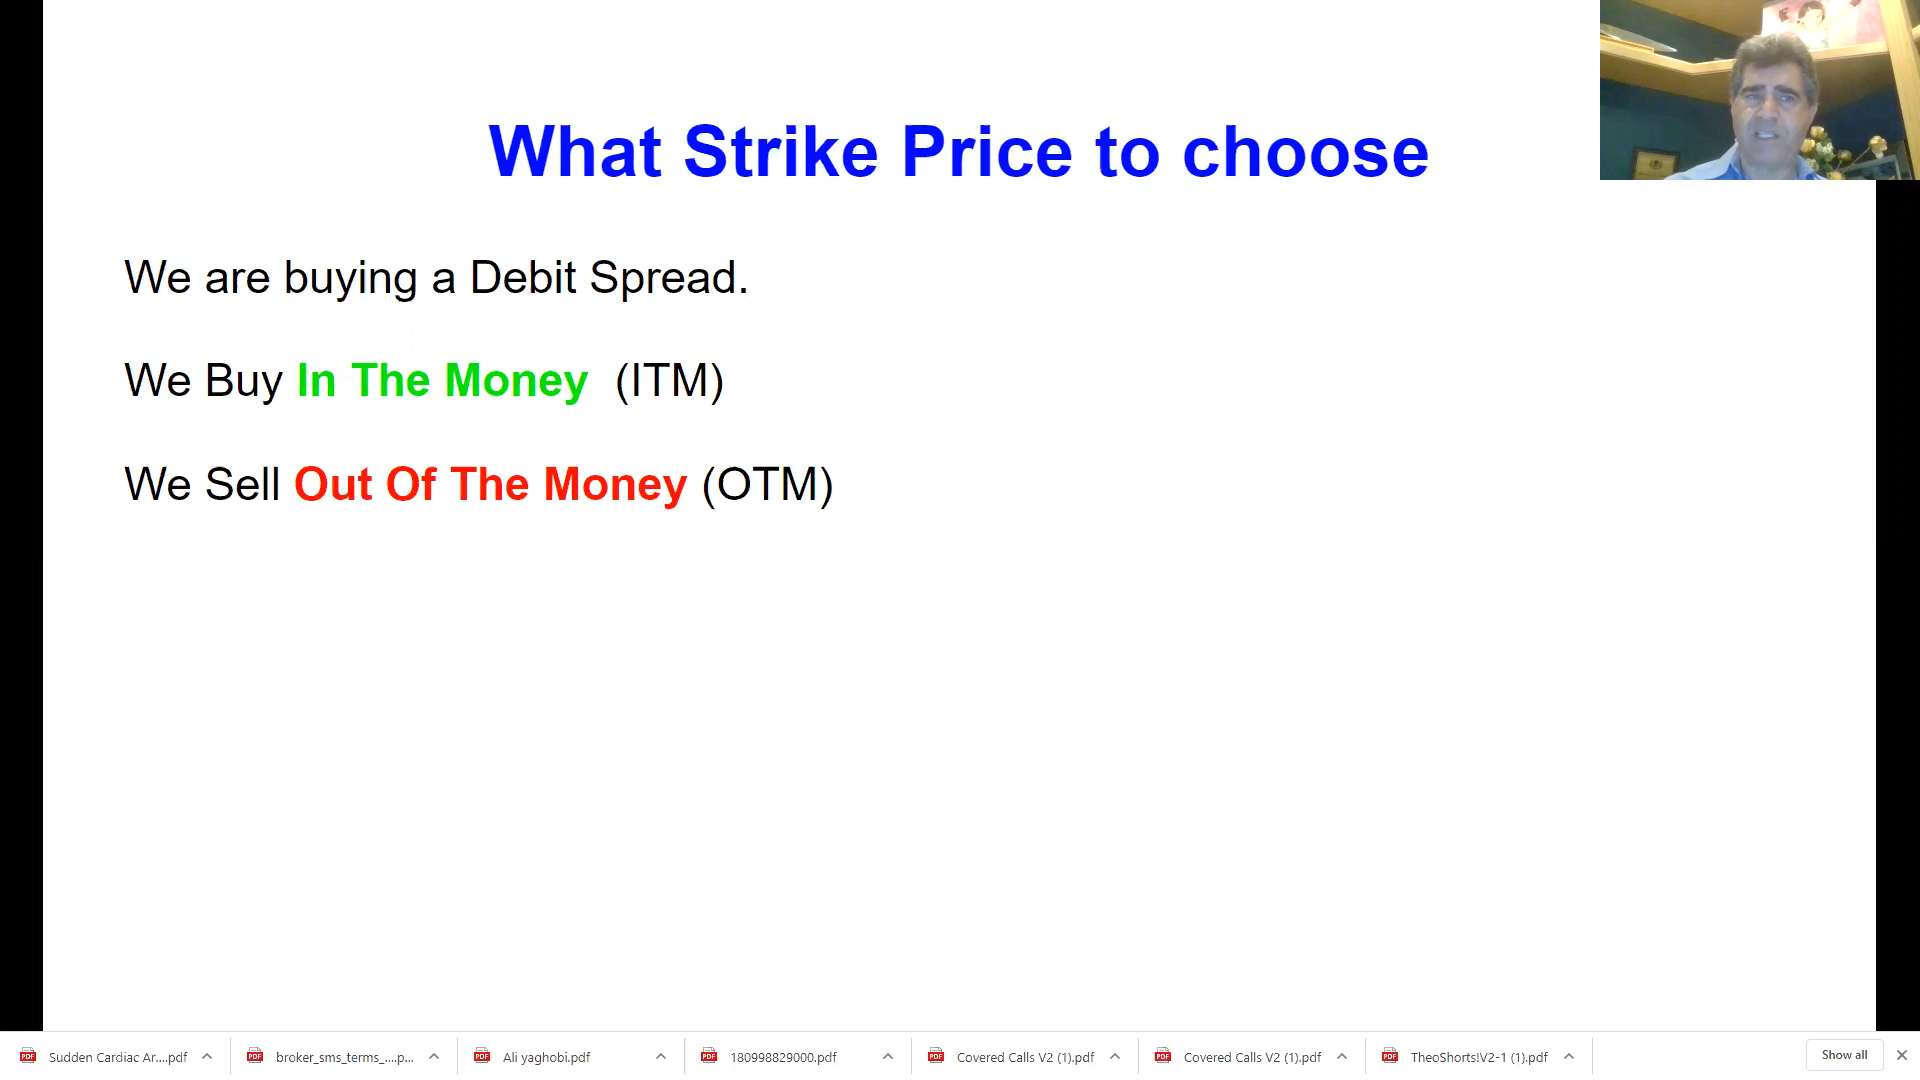 What Strike Price to choose
We are buying a Debit Spread.
We Buy In The Money (ITM)
We Sell Out Of The Money (OTM)
Sudden Cardiac Ar....pdf
broker_sms_terms_....p...
Ali yaghobi.pdf
180998829000.pdf
Covered Calls V2 (1).pdf
Covered Calls V2 (1).pdf
TheoShorts!V2-1 (1).pdf
Show all